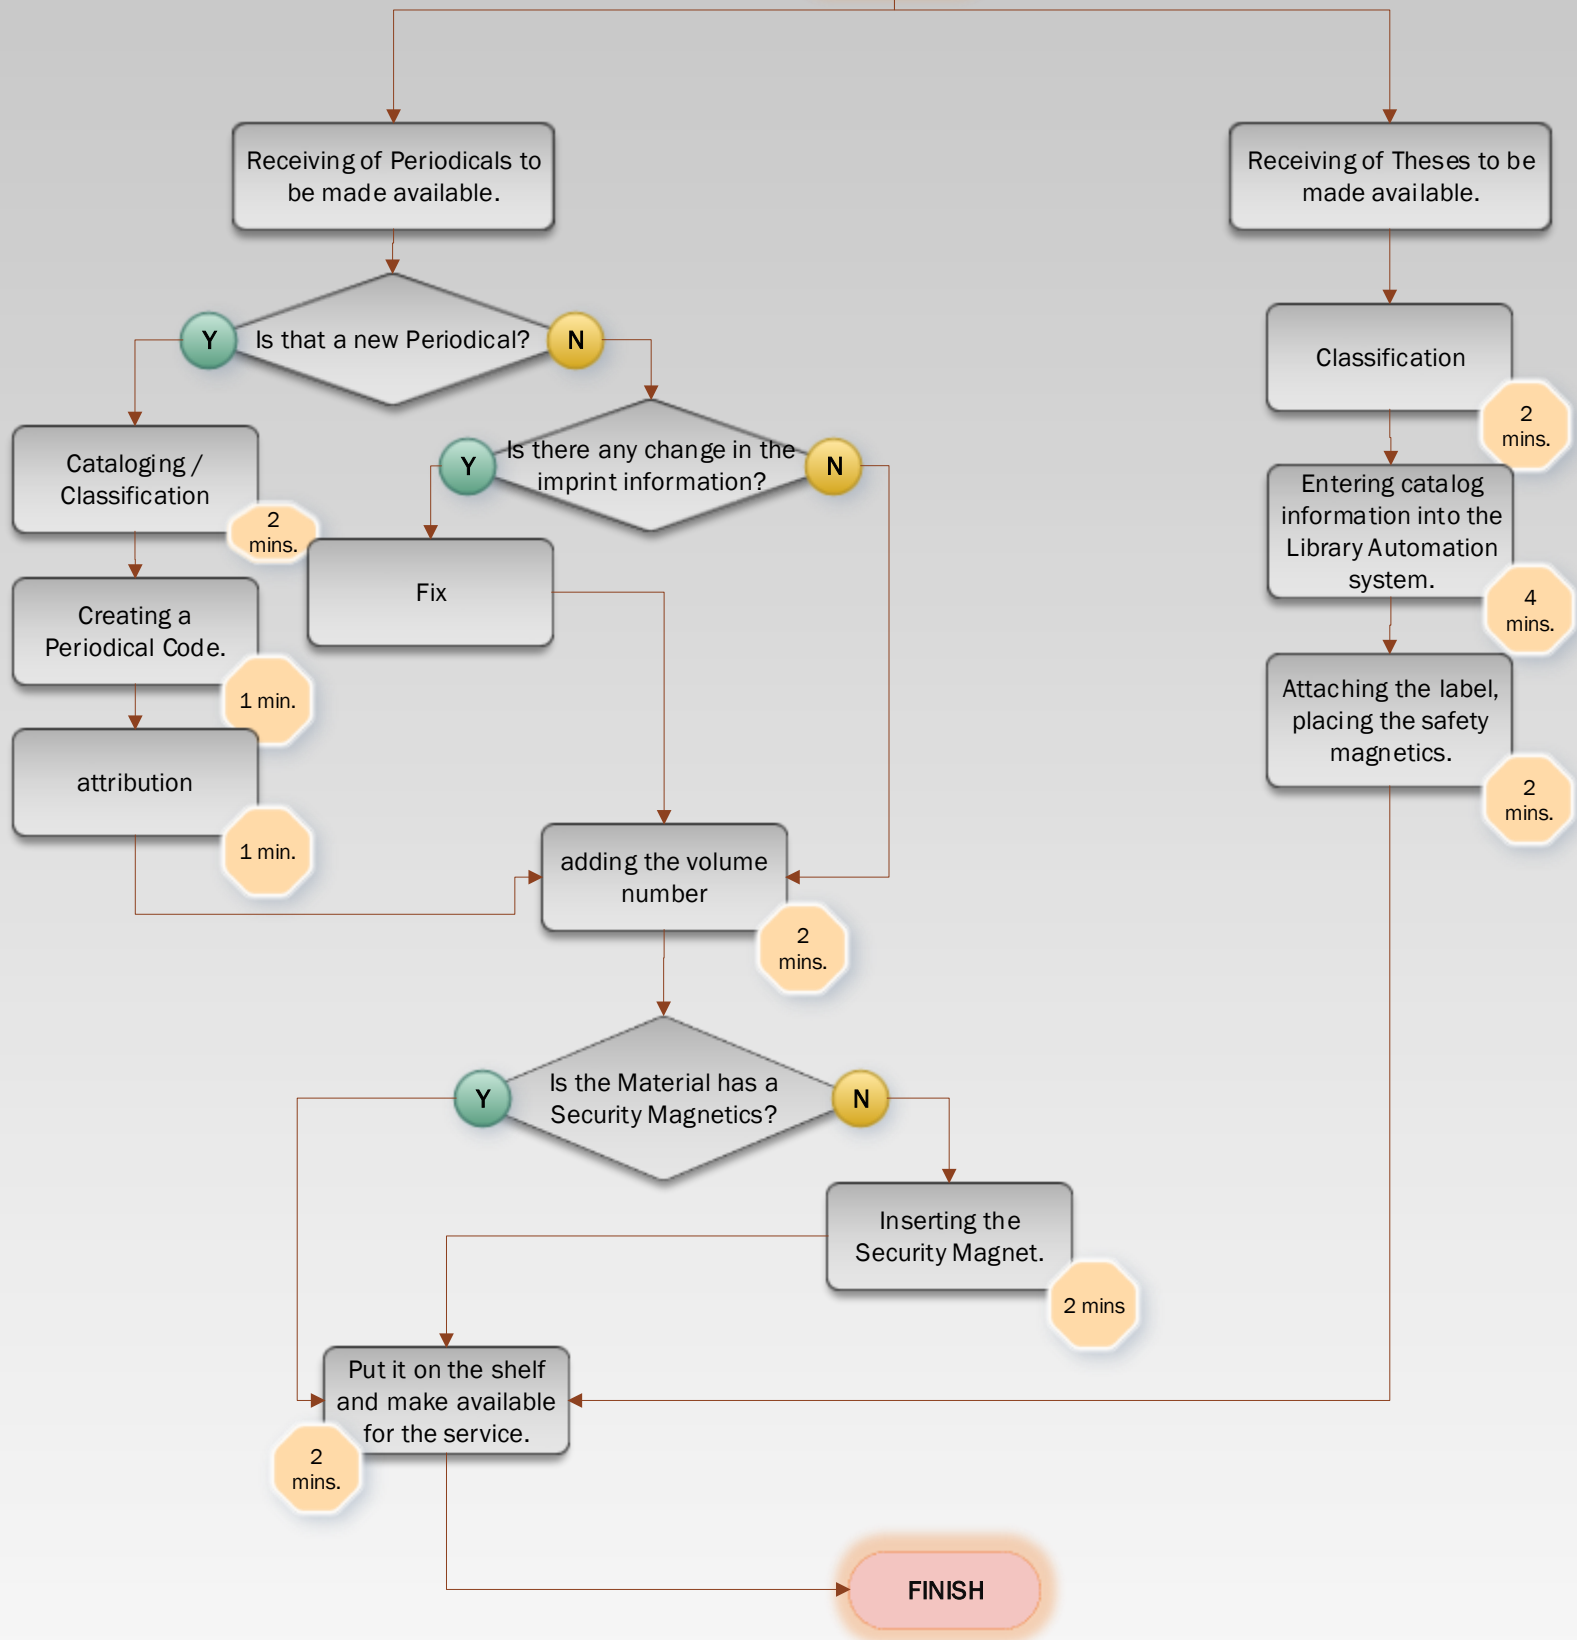 Receiving of Periodicals to
be made available.
Receiving of Theses to be
made available.
Y
Is that a new Periodical?
N
Classification
2
mins.
Y
Is there any change in the
imprint information?
N
Cataloging /
Classification
2
mins.
Entering catalog
information into the
Library Automation
system.
4
mins.
Fix
Creating a
Periodical Code.
1 min.
Attaching the label,
placing the safety
magnetics.
2
mins.
attribution
1 min.
adding the volume
number
2
mins.
Y
Is the Material has a
Security Magnetics?
N
Inserting the
Security Magnet.
2 mins
Put it on the shelf
and make available
for the service.
2
mins.
FINISH